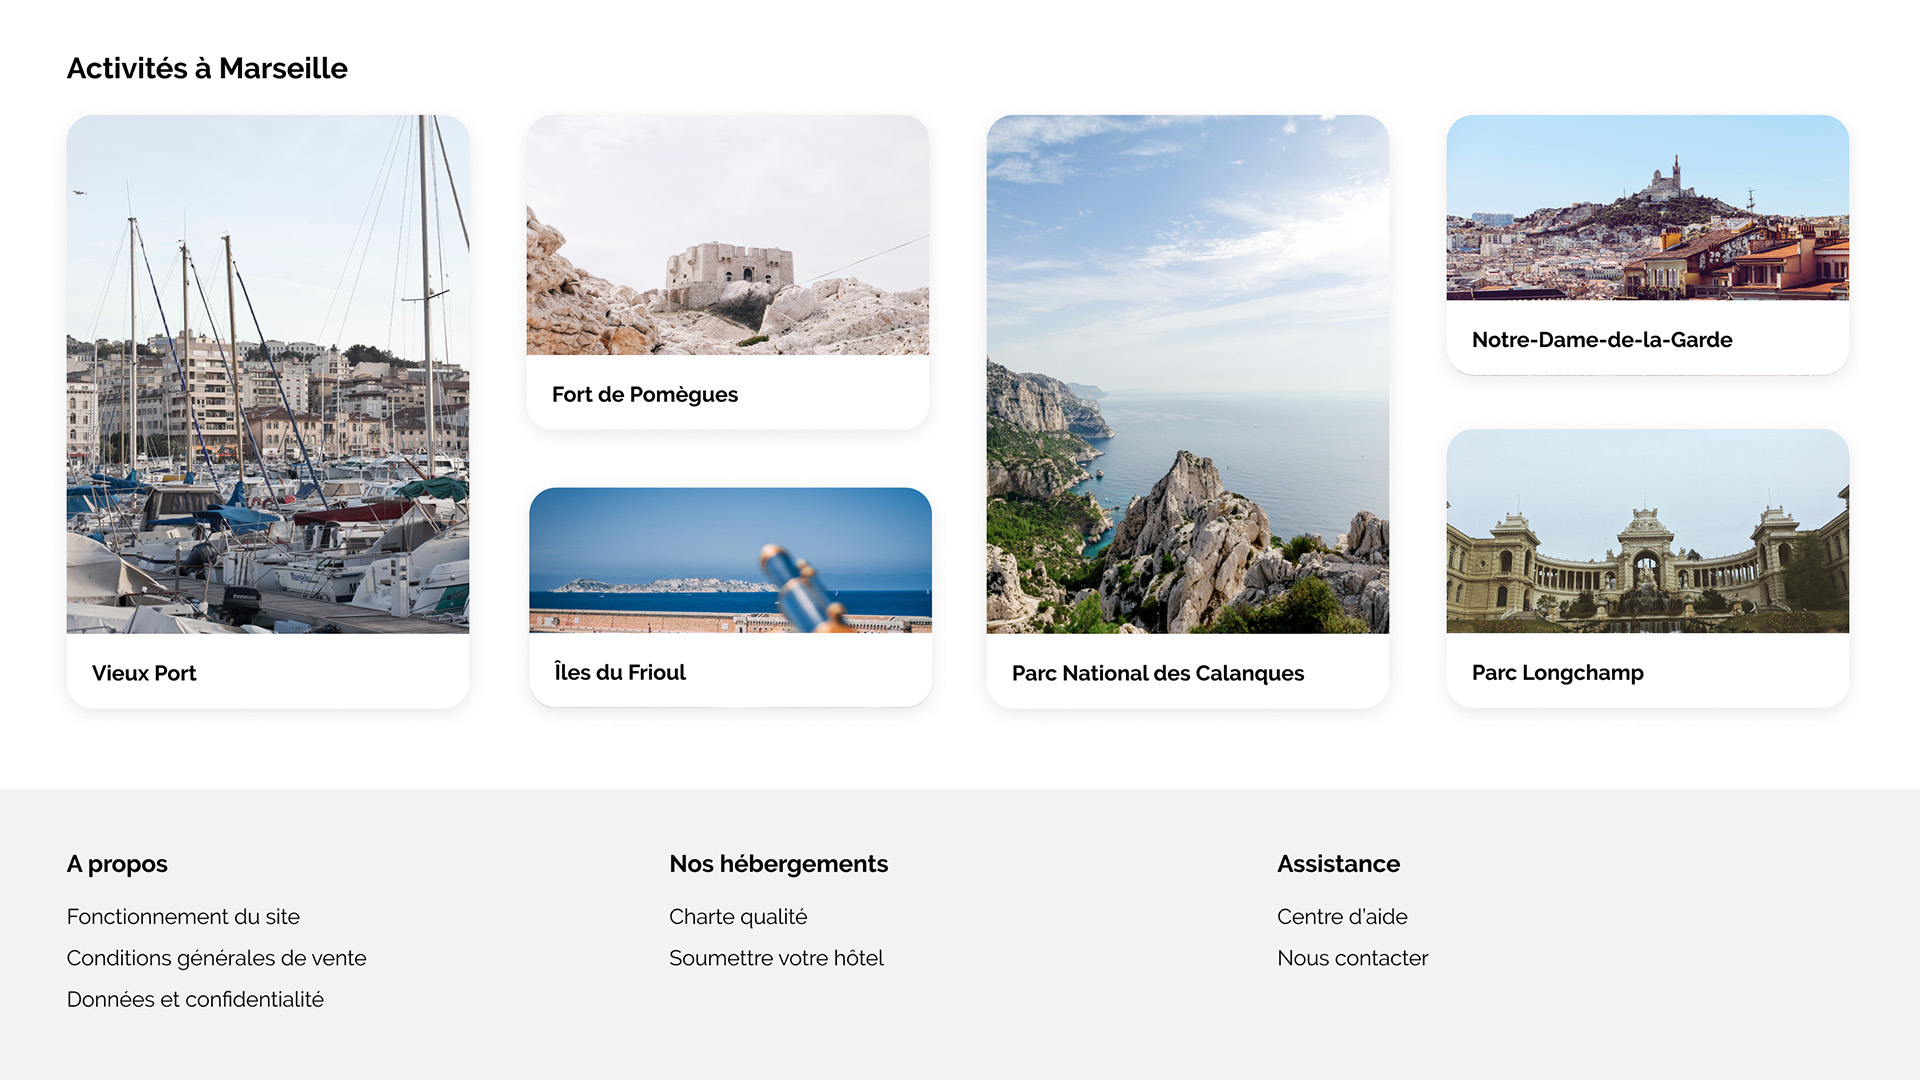 Activités à Marseille
Vieux Port
Fort de Pomègues
Îles du Frioul
Parc National des Calanques
Notre-Dame-de-la-Garde
Parc Longchamp
A propos
Fonctionnement du site
Conditions générales de vente
Données et confidentialité
Nos hébergements
Charte qualité
Soumettre votre hôtel
Assistance
Centre d’aide
Nous contacter